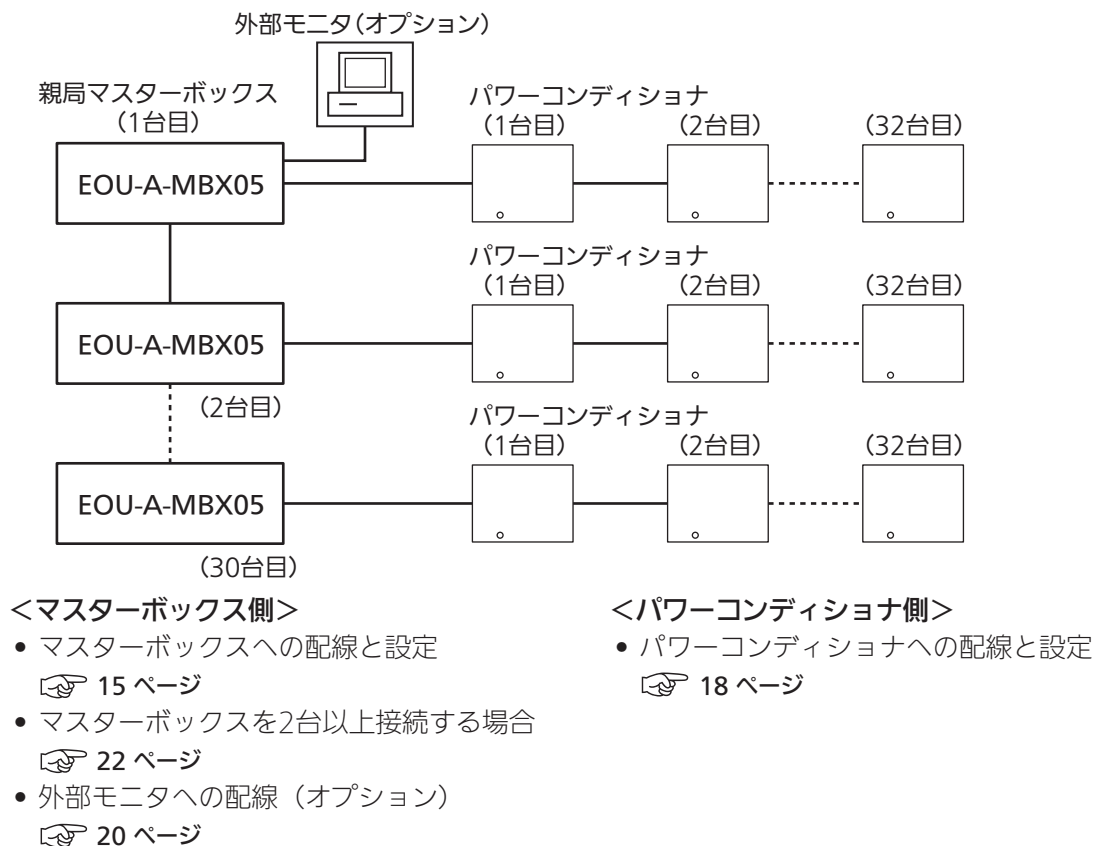 外部モニタ(オプション)
親局マスターボックス
(1台目)
EOU-A-MBX05
パワーコンディショナ
(1台目)
(2台目)
(32台目)
EOU-A-MBX05
(2台目)
パワーコンディショナ
(1台目)
(2台目)
(32台目)
EOU-A-MBX05
(30台目)
パワーコンディショナ
(1台目)
(2台目)
(32台目)
＜マスターボックス側＞
• マスターボックスへの配線と設定
☞ 15 ページ
• マスターボックスを2台以上接続する場合
☞ 22 ページ
• 外部モニタへの配線（オプション）
☞ 20 ページ
＜パワーコンディショナ側＞
• パワーコンディショナへの配線と設定
☞ 18 ページ